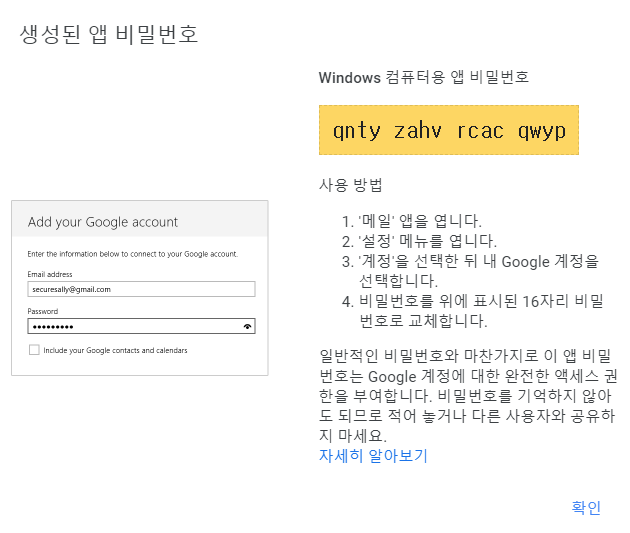 생성된 앱 비밀번호
Windows 컴퓨터용 앱 비밀번호
qnty zahv rcac qwyp
사용 방법
1. '메일' 앱을 엽니다.
2. '설정' 메뉴를 엽니다.
3. '계정'을 선택한 뒤 내 Google 계정을
선택합니다.
4. 비밀번호를 위에 표시된 16자리 비밀
번호로 교체합니다.
일반적인 비밀번호와 마찬가지로 이 앱 비밀
번호는 Google 계정에 대한 완전한 액세스 권
한을 부여합니다. 비밀번호를 기억하지 않아
도 되므로 적어 놓거나 다른 사용자와 공유하
지 마세요.
자세히 알아보기
확인
Add your Google account
Enter the information below to connect to your Google account.
Email address
securesally@gmail.com
Password
•••••••••
Include your Google contacts and calendars